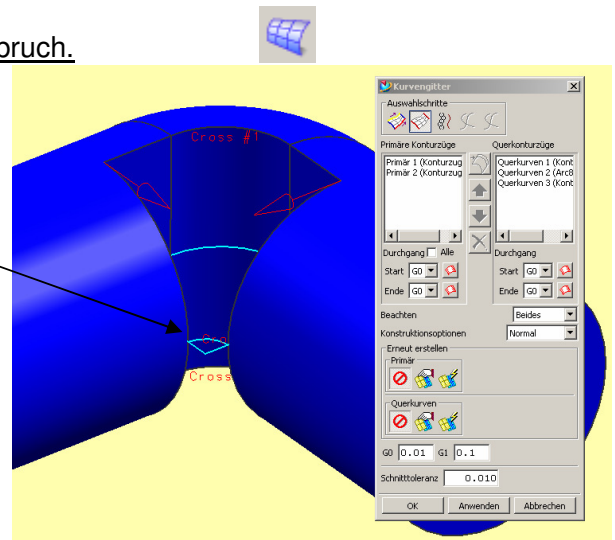 bruch.
Cross #1
Cro
Cross
Kurvengitter
Auswahlschritte
Primäre Konturzüge
Querkonturzüge
Primär 1 (Konturzug
Primär 2 (Konturzug
Querkurven 1 (Kont
Querkurven 2 (Arc8
Querkurven 3 (Kont
Durchgang Alle
Durchgang
Start G0
Start G0
Ende G0
Ende G0
Beachten Beides
Konstruktionsoptionen Normal
Erneut erstellen
Primär
Querkurven
G0 0.01 G1 0.1
Schnitttoleranz 0.010
OK Anwenden Abbrechen